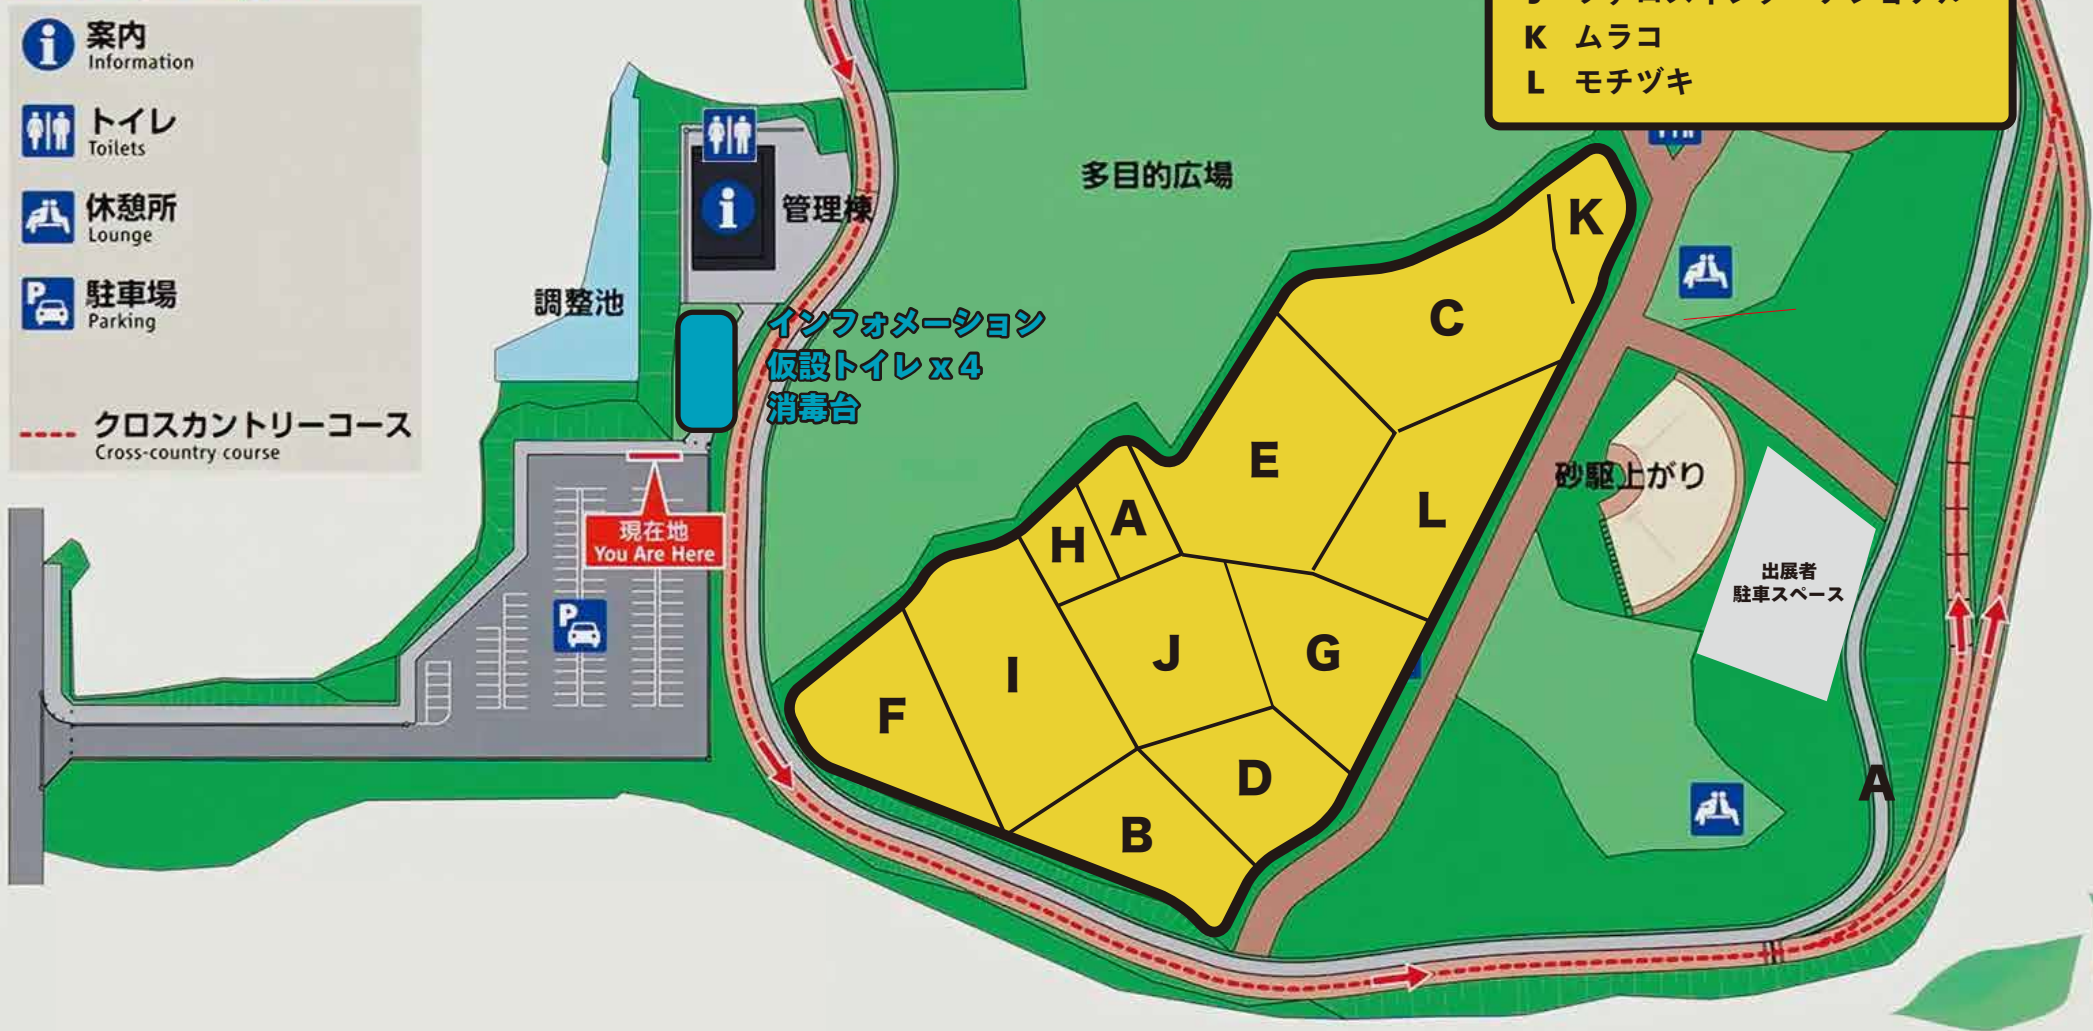 案内
Information
トイレ
Toilets
休憩所
Lounge
P
駐車場
Parking
クロスカントリーコース
Cross-country course
K ムラコ
L モチヅキ
多目的広場
管理棟
調整池
インフォメーション
仮設トイレ x 4
消毒台
現在地
You Are Here
P
砂駆上がり
出展者
駐車スペース
K
C
E
L
A
H
J
G
I
F
D
B
A